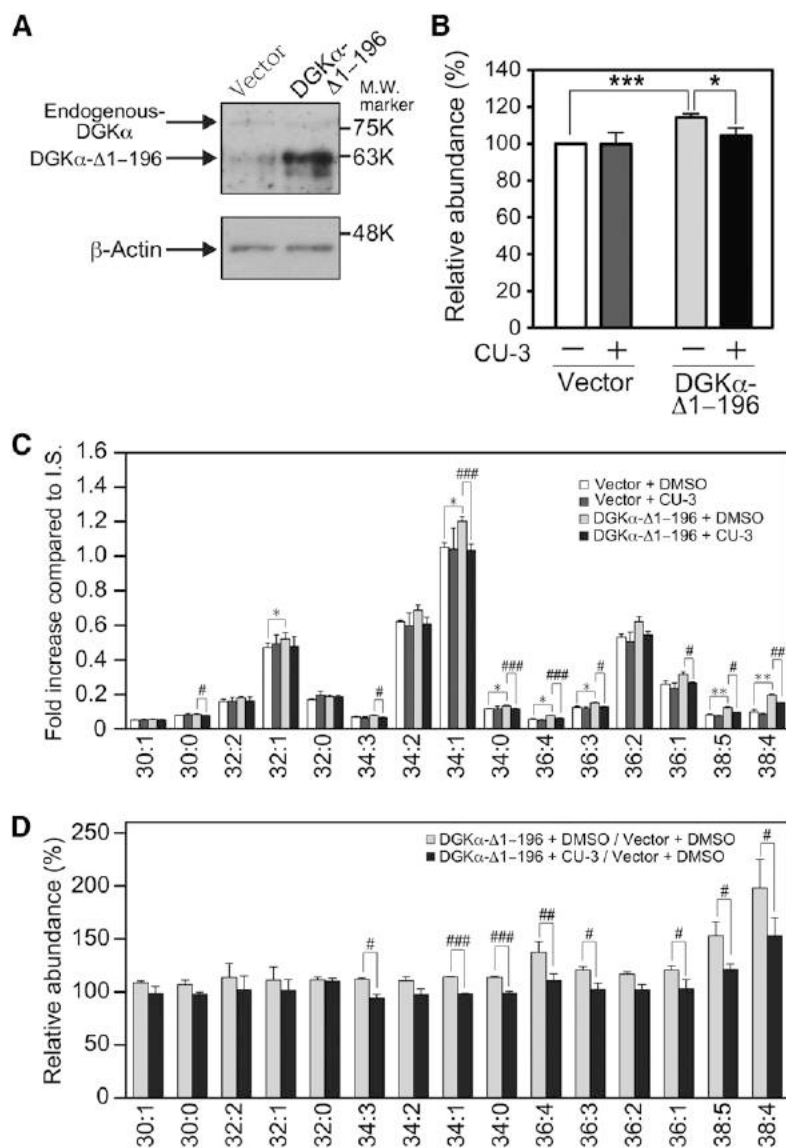 A
Vector
DGKα-
Δ1–196
M.W.
marker
Endogenous-
DGKα
75K
DGKα-Δ1–196
63K
48K
β-Actin
B
Relative abundance (%)
140
120
100
80
60
40
20
0
***
*
CU-3
− + − +
Vector
DGKα-
Δ1–196
C
Fold increase compared to I.S.
1.6
1.4
1.2
1.0
0.8
0.6
0.4
0.2
0
Vector + DMSO
Vector + CU-3
DGKα-Δ1–196 + DMSO
DGKα-Δ1–196 + CU-3
# * # * ### * ### * ### * # # ** # ** ##
30:1 30:0 32:2 32:1 32:0 34:3 34:2 34:1 34:0 36:4 36:3 36:2 36:1 38:5 38:4
D
Relative abundance (%)
250
200
150
100
50
0
DGKα-Δ1–196 + DMSO / Vector + DMSO
DGKα-Δ1–196 + CU-3 / Vector + DMSO
# ### ### ## # # # #
30:1 30:0 32:2 32:1 32:0 34:3 34:2 34:1 34:0 36:4 36:3 36:2 36:1 38:5 38:4